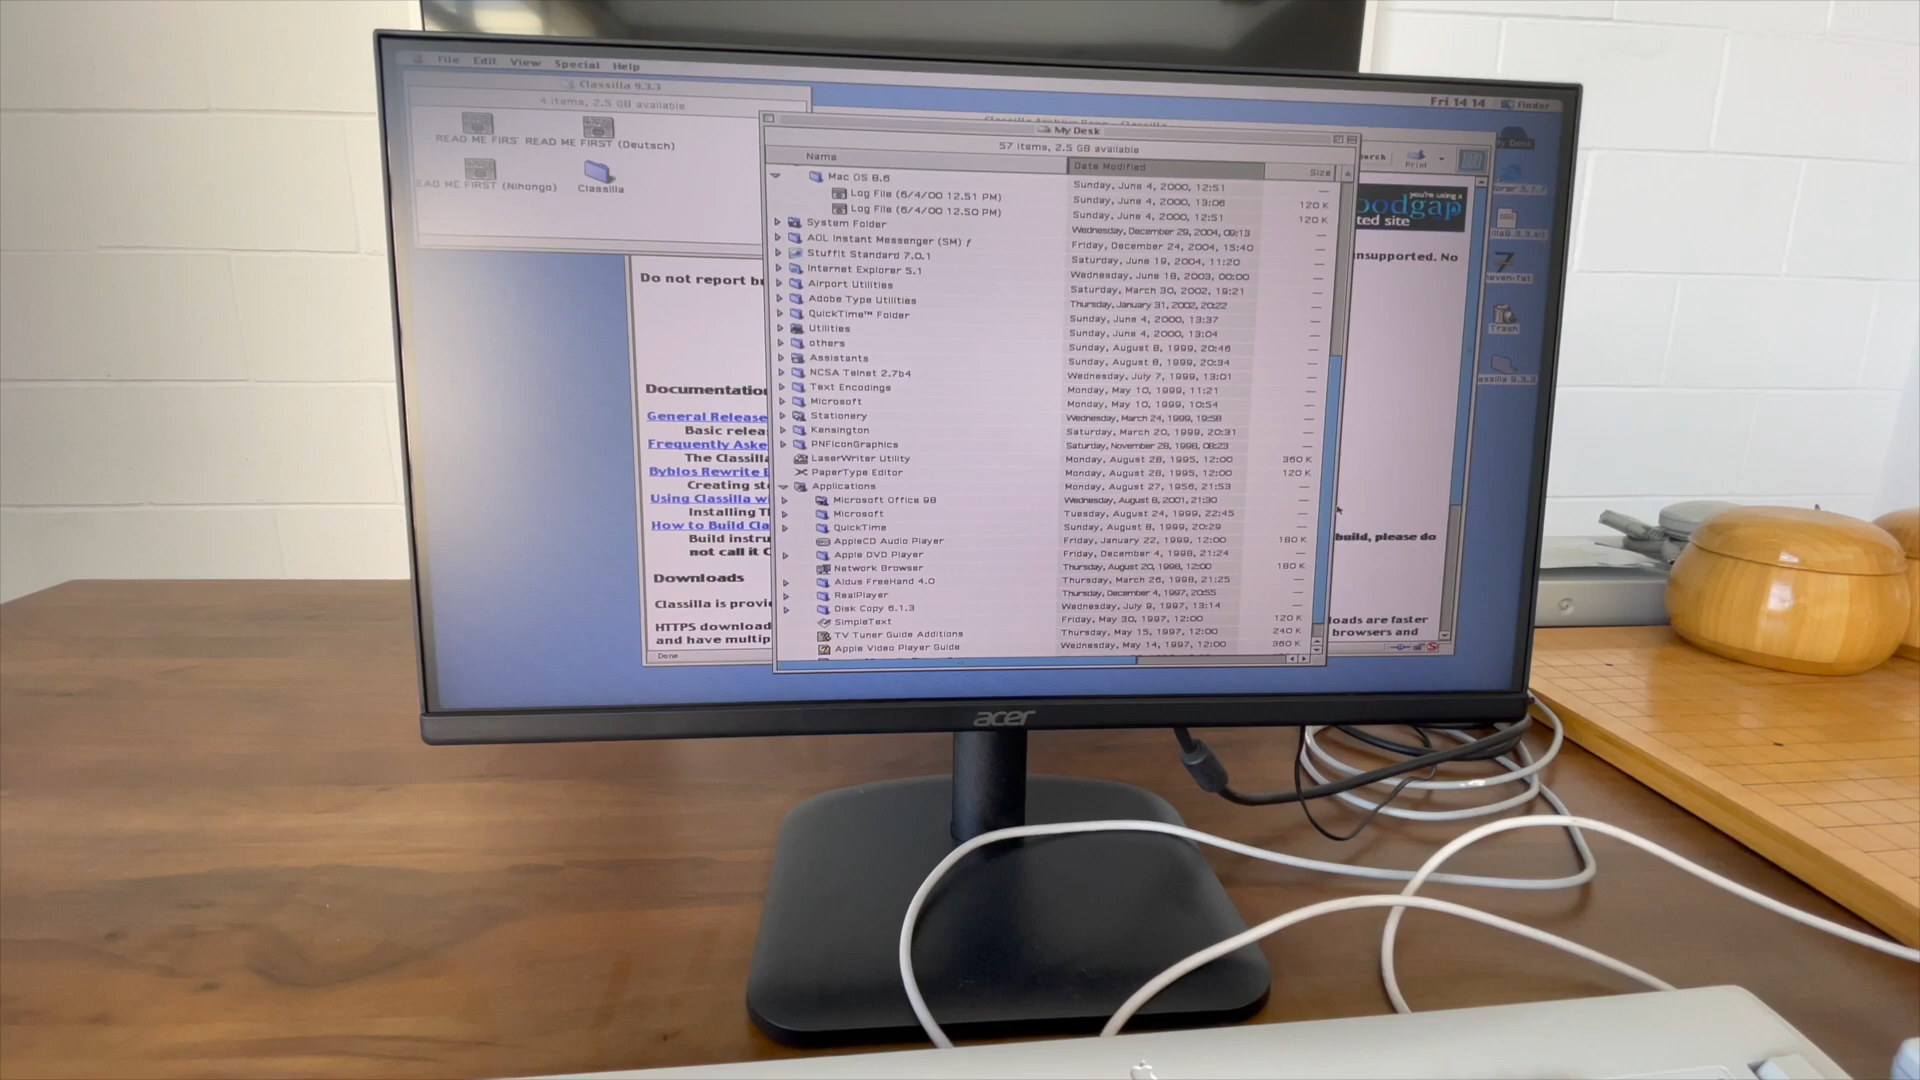 File Edit View Special Help
Fri 14 14 Finder
Classilla 9.3.3
4 items, 2.5 GB available
READ ME FIRS READ ME FIRST (Deutsch)
EAD ME FIRST (Nihongo) Classilla
My Desk
57 items, 2.5 GB available
Name Date Modified Size
Mac OS 8.6 Sunday, June 4, 2000, 12:51 —
Log File (6/4/00 12.51 PM) Sunday, June 4, 2000, 13:06 120 K
Log File (6/4/00 12.50 PM) Sunday, June 4, 2000, 12:51 120 K
System Folder Wednesday, December 29, 2004, 09:13 —
AOL Instant Messenger (SM) ƒ Friday, December 24, 2004, 15:40 —
StuffIt Standard 7.0.1 Saturday, June 19, 2004, 11:20 —
Internet Explorer 5.1 Wednesday, June 18, 2003, 00:00 —
Airport Utilities Saturday, March 30, 2002, 19:21 —
Adobe Type Utilities Thursday, January 31, 2002, 20:22 —
QuickTime™ Folder Sunday, June 4, 2000, 13:37 —
Utilities Sunday, June 4, 2000, 13:04 —
others Sunday, August 8, 1999, 20:46 —
Assistants Sunday, August 8, 1999, 20:34 —
NCSA Telnet 2.7b4 Wednesday, July 7, 1999, 13:01 —
Text Encodings Monday, May 10, 1999, 11:21 —
Microsoft Monday, May 10, 1999, 10:54 —
Stationery Wednesday, March 24, 1999, 19:58 —
Kensington Saturday, March 20, 1999, 20:31 —
PNFIconGraphics Saturday, November 28, 1998, 08:23 —
LaserWriter Utility Monday, August 28, 1995, 12:00 360 K
PaperType Editor Monday, August 28, 1995, 12:00 120 K
Applications Monday, August 27, 1956, 21:53 —
Microsoft Office 98 Wednesday, August 8, 2001, 21:30 —
Microsoft Tuesday, August 24, 1999, 22:45 —
QuickTime Sunday, August 8, 1999, 20:29 —
AppleCD Audio Player Friday, January 22, 1999, 12:00 180 K
Apple DVD Player Friday, December 4, 1998, 21:24 —
Network Browser Thursday, August 20, 1998, 12:00 180 K
Aldus FreeHand 4.0 Thursday, March 26, 1998, 21:25 —
RealPlayer Thursday, December 4, 1997, 20:55 —
Disk Copy 6.1.3 Wednesday, July 9, 1997, 13:14 —
SimpleText Friday, May 30, 1997, 12:00 120 K
TV Tuner Guide Additions Thursday, May 15, 1997, 12:00 240 K
Apple Video Player Guide Wednesday, May 14, 1997, 12:00 360 K
earch Print
you're using a
oodgap
ted site
unsupported. No
Do not report bu
Documentation
General Release
Basic relea
Frequently Aske
The Classilla
Byblos Rewrite E
Creating st
Using Classilla w
Installing T
How to Build Cla
Build instru
build, please do
not call it C
Downloads
Classilla is provi
HTTPS download
loads are faster
and have multip
browsers and
Done
Trash
assilla 9.3.3
acer